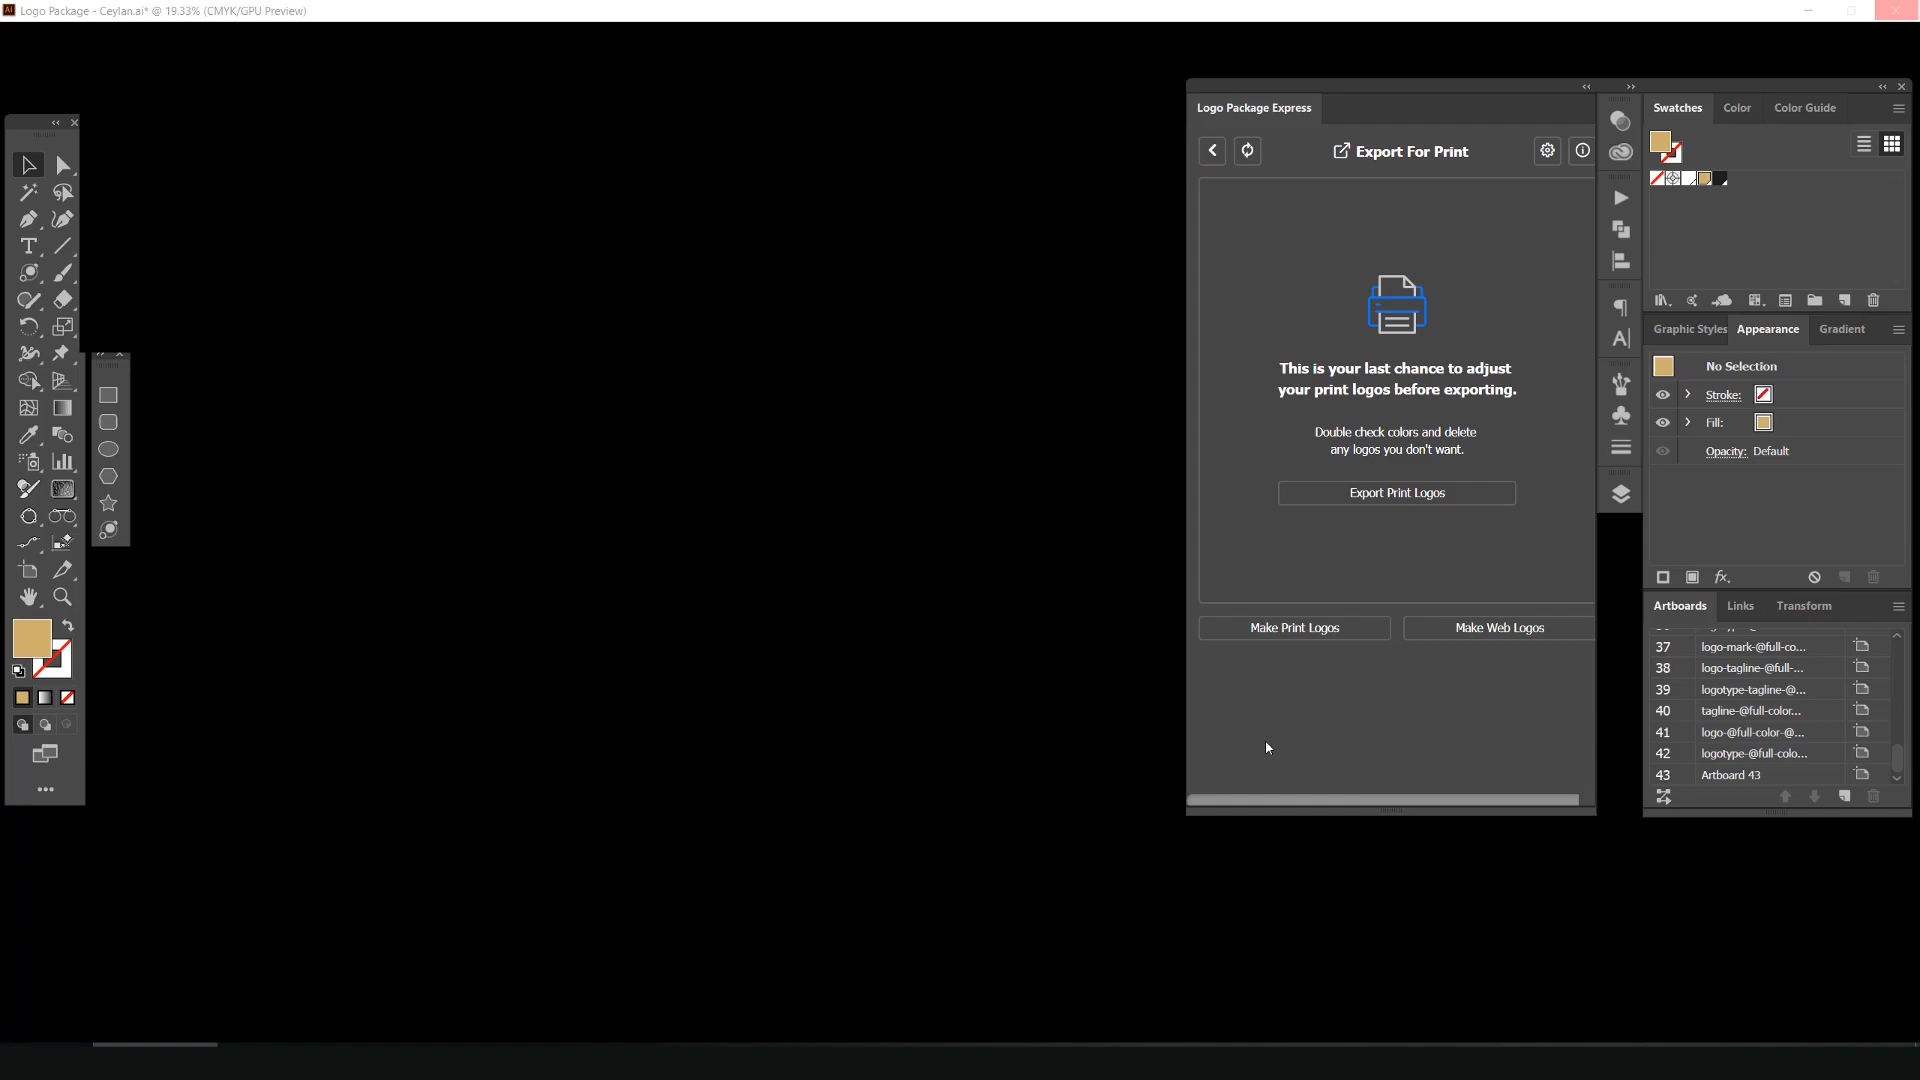 Logo Package - Ceylan.ai* @ 19.33% (CMYK/GPU Preview)
Logo Package Express
Export For Print
This is your last chance to adjust
your print logos before exporting.
Double check colors and delete
any logos you don't want.
Export Print Logos
Make Print Logos
Make Web Logos
Swatches
Color
Color Guide
Graphic Styles
Appearance
Gradient
No Selection
Stroke:
Fill:
Opacity: Default
Artboards
Links
Transform
37 logo-mark-@full-co...
38 logo-tagline-@full-...
39 logotype-tagline-@...
40 tagline-@full-color...
41 logo-@full-color-@...
42 logotype-@full-colo...
43 Artboard 43